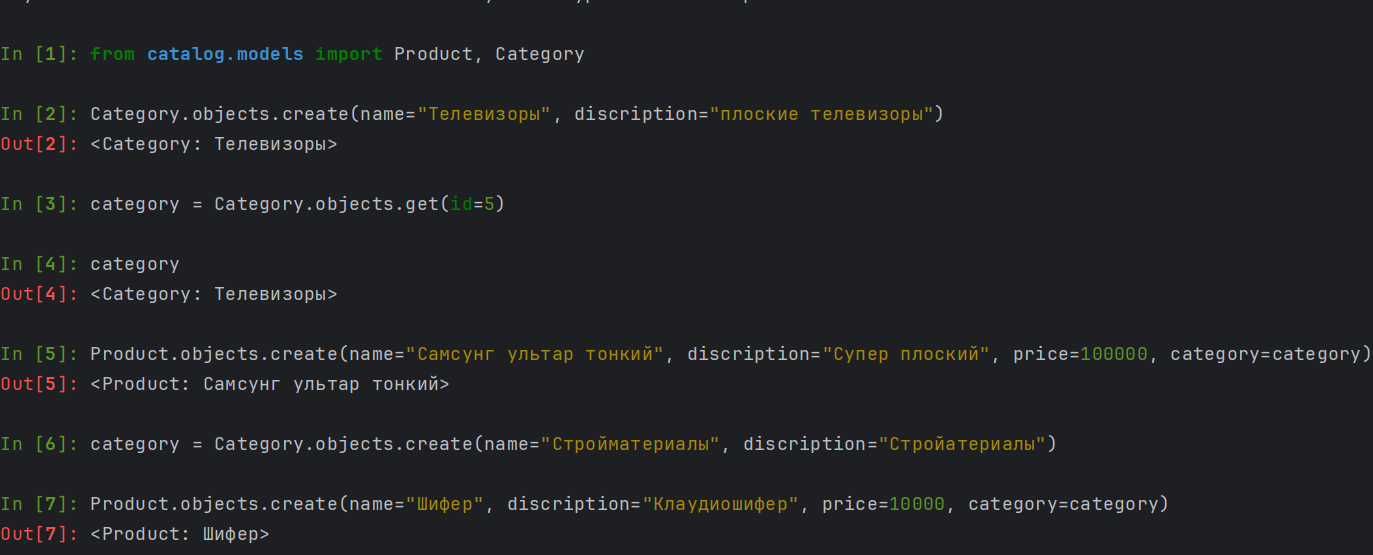 In [1]: from catalog.models import Product, Category
In [2]: Category.objects.create(name="Телевизоры", discription="плоские телевизоры")
Out[2]: <Category: Телевизоры>
In [3]: category = Category.objects.get(id=5)
In [4]: category
Out[4]: <Category: Телевизоры>
In [5]: Product.objects.create(name="Самсунг ультар тонкий", discription="Супер плоский", price=100000, category=category)
Out[5]: <Product: Самсунг ультар тонкий>
In [6]: category = Category.objects.create(name="Стройматериалы", discription="Стройатериалы")
In [7]: Product.objects.create(name="Шифер", discription="Клаудиошифер", price=10000, category=category)
Out[7]: <Product: Шифер>